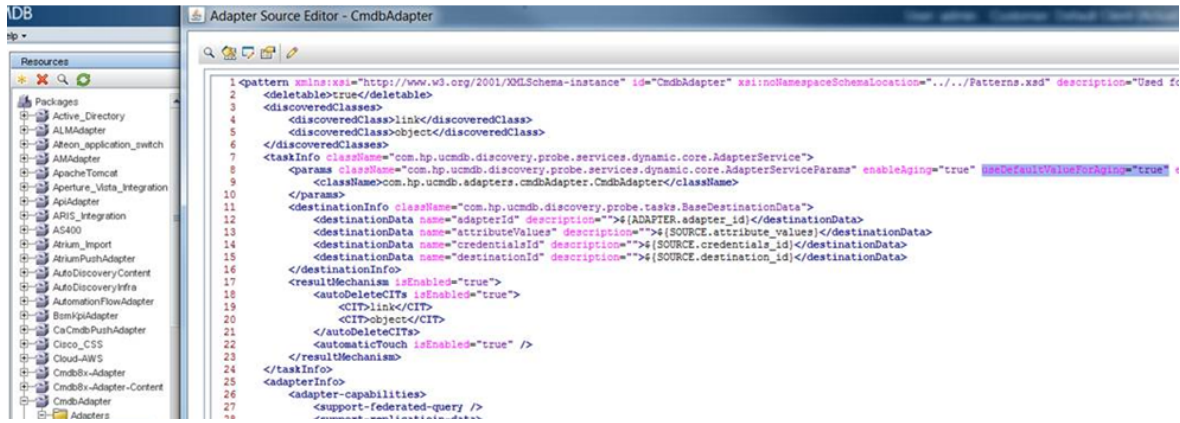 MDB
Adapter Source Editor - CmdbAdapter
elp
Resources
Packages
Active_Directory
ALMAdapter
Alteon_application_switch
AMAdapter
ApacheTomcat
Aperture_Vista_Integration
ApiAdapter
ARIS_Integration
AS400
Atrium_Import
AtriumPushAdapter
AutoDiscoveryContent
AutoDiscoveryInfra
AutomationFlowAdapter
BsmKpiAdapter
CaCmdbPushAdapter
Cisco_CSS
Cloud-AWS
Cmdb8x-Adapter
Cmdb8x-Adapter-Content
CmdbAdapter
Adapters
1 <pattern xmlns:xsi="http://www.w3.org/2001/XMLSchema-instance" id="CmdbAdapter" xsi:noNamespaceSchemaLocation="../../Patterns.xsd" description="Used fo
2 <deletable>true</deletable>
3 <discoveredClasses>
4 <discoveredClass>link</discoveredClass>
5 <discoveredClass>object</discoveredClass>
6 </discoveredClasses>
7 <taskInfo className="com.hp.ucmdb.discovery.probe.services.dynamic.core.AdapterService">
8 <params className="com.hp.ucmdb.discovery.probe.services.dynamic.core.AdapterServiceParams" enableAging="true" useDefaultValueForAging="true" e
9 <className>com.hp.ucmdb.adapters.cmdbAdapter.CmdbAdapter</className>
10 </params>
11 <destinationInfo className="com.hp.ucmdb.discovery.probe.tasks.BaseDestinationData">
12 <destinationData name="adapterId" description="">${ADAPTER.adapter_id}</destinationData>
13 <destinationData name="attributeValues" description="">${SOURCE.attribute_values}</destinationData>
14 <destinationData name="credentialsId" description="">${SOURCE.credentials_id}</destinationData>
15 <destinationData name="destinationId" description="">${SOURCE.destination_id}</destinationData>
16 </destinationInfo>
17 <resultMechanism isEnabled="true">
18 <autoDeleteCITs isEnabled="true">
19 <CIT>link</CIT>
20 <CIT>object</CIT>
21 </autoDeleteCITs>
22 <automaticTouch isEnabled="true" />
23 </resultMechanism>
24 </taskInfo>
25 <adapterInfo>
26 <adapter-capabilities>
27 <support-federated-query />